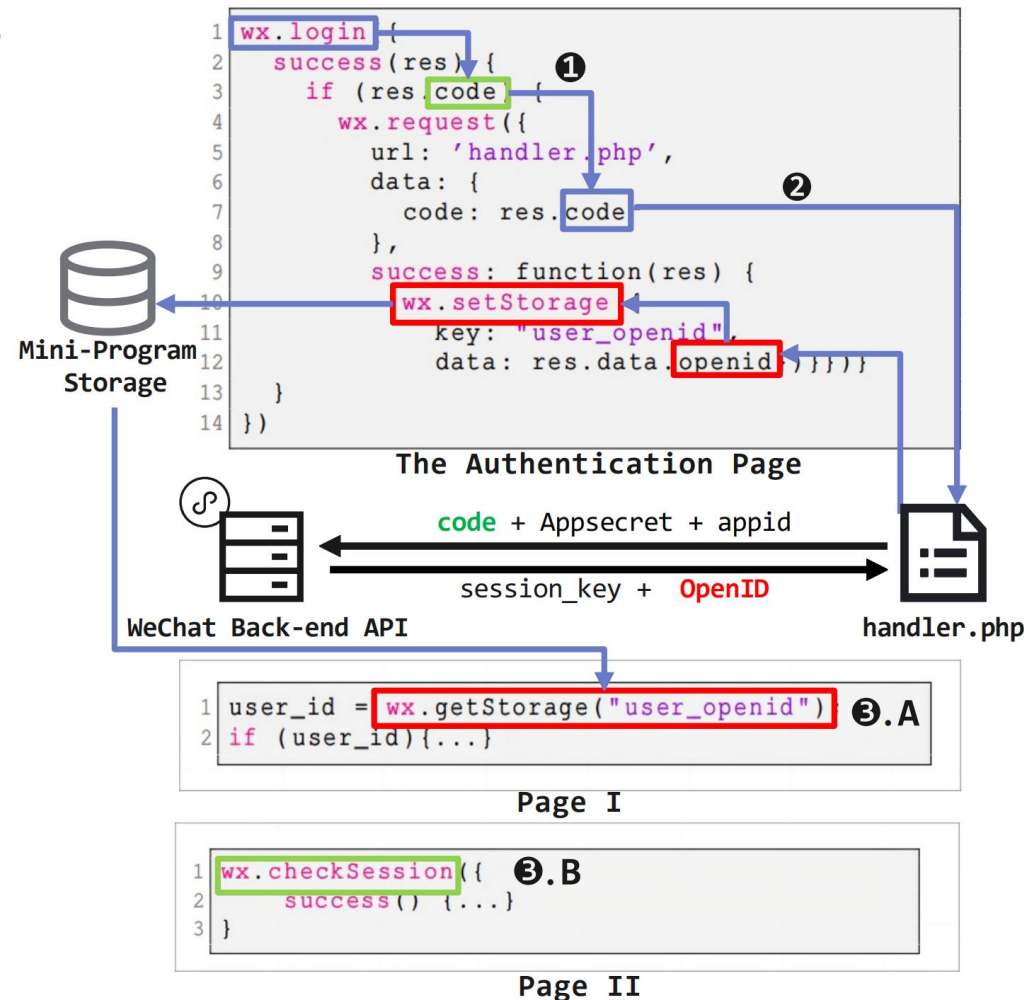 1 wx.login {
2 success(res) {
3 if (res.code) {
4 wx.request({
5 url: 'handler.php',
6 data: {
7 code: res.code
8 },
9 success: function(res) {
10 wx.setStorage {
11 key: "user_openid",
12 data: res.data.openid})}})}
13 }
14 })
❶
❷
Mini-Program
Storage
The Authentication Page
code + Appsecret + appid
session_key + OpenID
WeChat Back-end API
handler.php
1 user_id = wx.getStorage("user_openid")
2 if (user_id){...}
❸.A
Page I
1 wx.checkSession({
2 success() {...}
3 }
❸.B
Page II